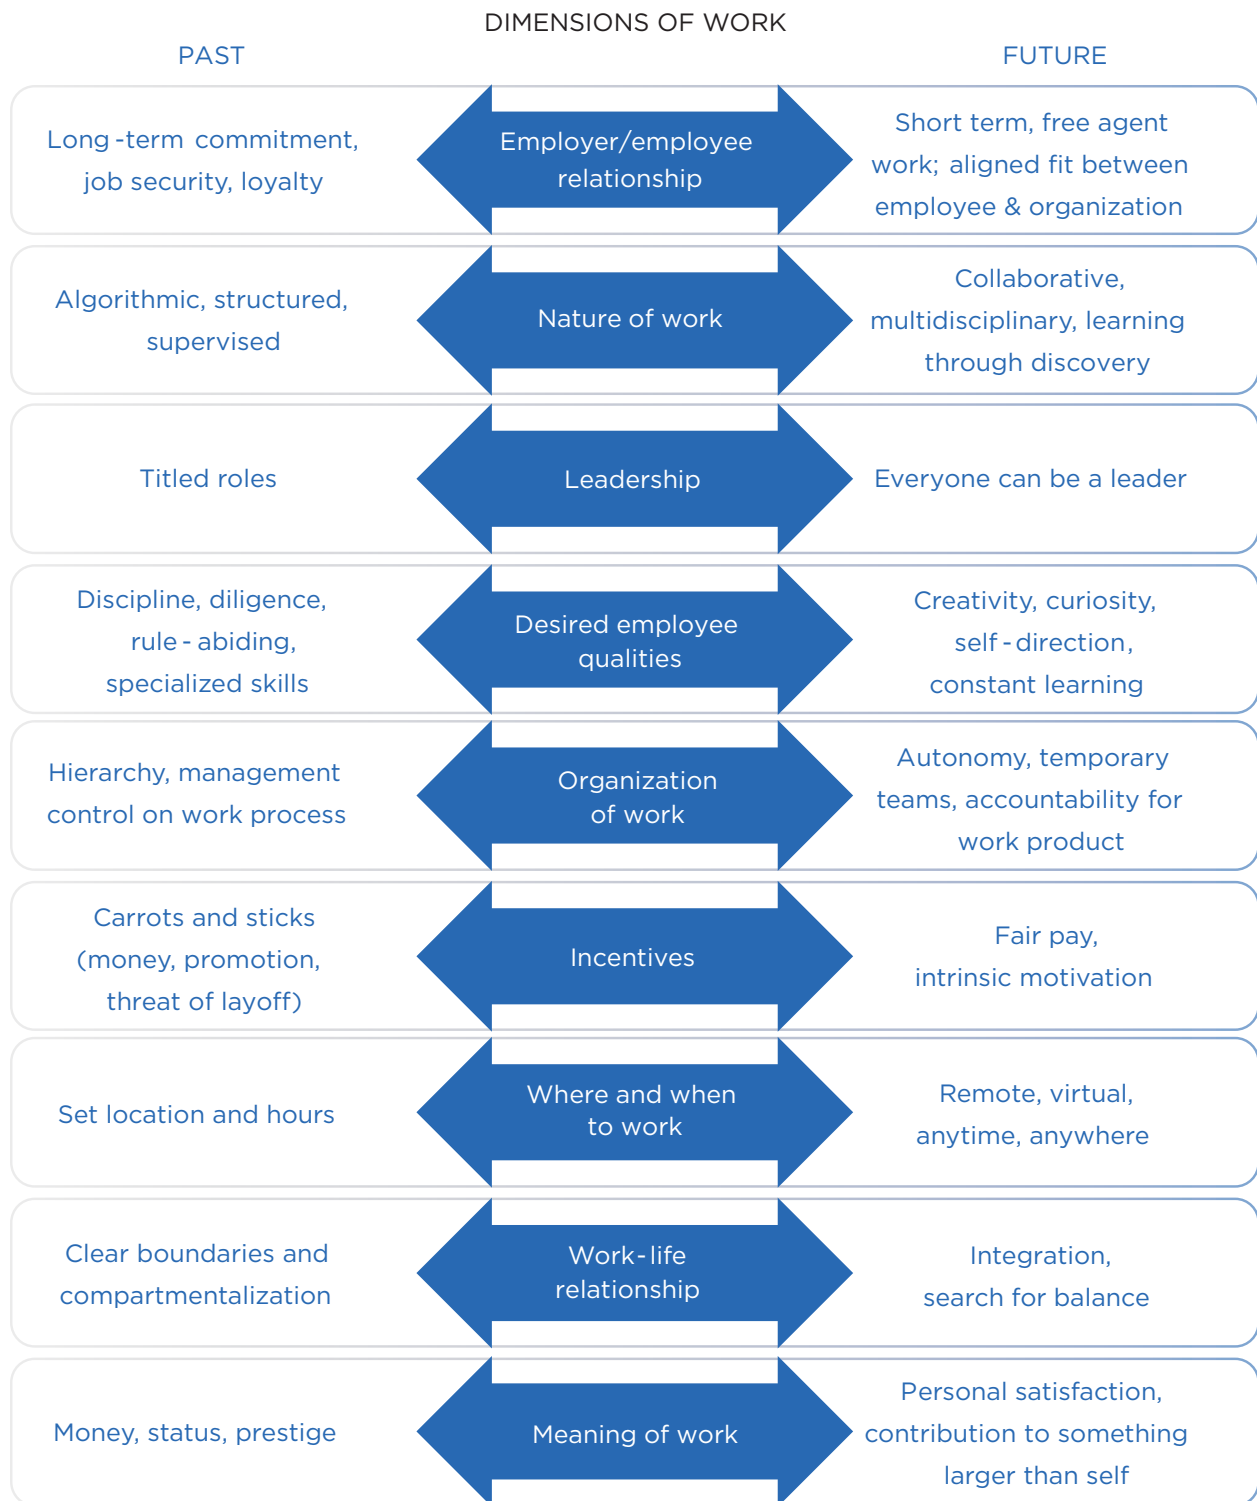 DIMENSIONS OF WORK
PAST
FUTURE
Long-term commitment,
job security, loyalty
Employer/employee
relationship
Short term, free agent
work; aligned fit between
employee & organization
Algorithmic, structured,
supervised
Nature of work
Collaborative,
multidisciplinary, learning
through discovery
Titled roles
Leadership
Everyone can be a leader
Discipline, diligence,
rule-abiding,
specialized skills
Desired employee
qualities
Creativity, curiosity,
self-direction,
constant learning
Hierarchy, management
control on work process
Organization
of work
Autonomy, temporary
teams, accountability for
work product
Carrots and sticks
(money, promotion,
threat of layoff)
Incentives
Fair pay,
intrinsic motivation
Set location and hours
Where and when
to work
Remote, virtual,
anytime, anywhere
Clear boundaries and
compartmentalization
Work-life
relationship
Integration,
search for balance
Money, status, prestige
Meaning of work
Personal satisfaction,
contribution to something
larger than self